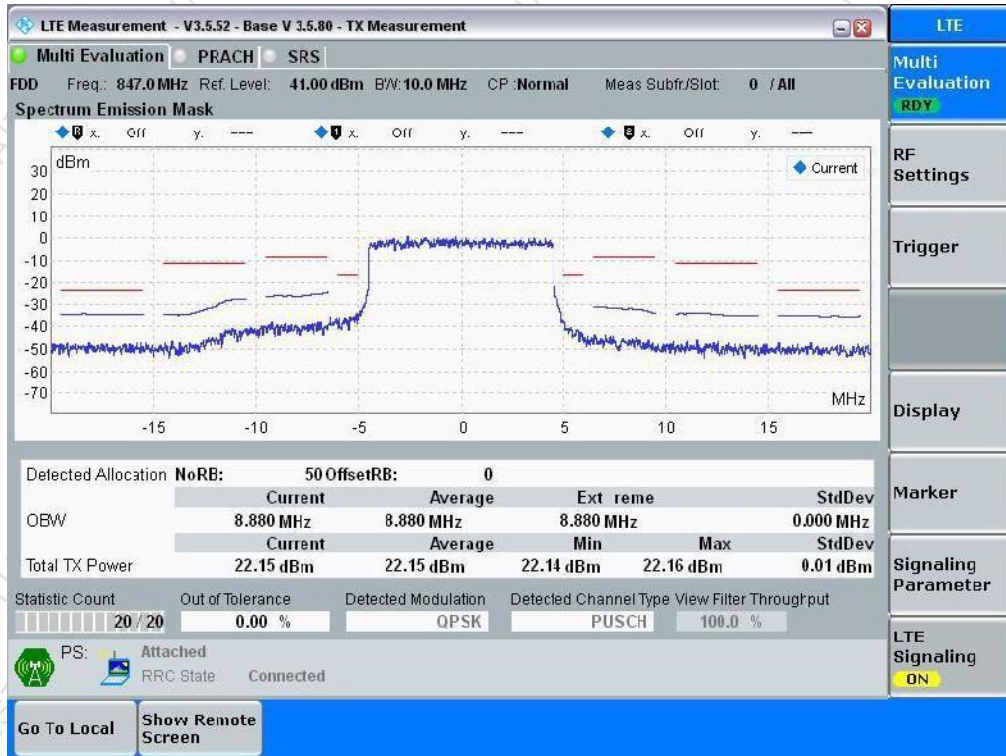 LTE Measurement - V3.5.52 - Base V 3.5.80 - TX Measurement
LTE
Multi Evaluation PRACH SRS
FDD Freq.: 847.0 MHz Ref. Level: 41.00 dBm BW: 10.0 MHz CP :Normal Meas Subfr./Slot: 0 / All
Spectrum Emission Mask
x. Off y. --- 1 x. Off y. --- 2 x. Off y. ---
dBm
Current
30
20
10
0
-10
-20
-30
-40
-50
-60
-70
MHz
-15 -10 -5 0 5 10 15
Detected Allocation NoRB: 50 OffsetRB: 0
Current Average Ext reme StdDev
OBW 8.880 MHz 8.880 MHz 8.880 MHz 0.000 MHz
Current Average Min Max StdDev
Total TX Power 22.15 dBm 22.15 dBm 22.14 dBm 22.16 dBm 0.01 dBm
Statistic Count Out of Tolerance Detected Modulation Detected Channel Type View Filter Throughput
20 / 20 0.00 % QPSK PUSCH 100.0 %
PS: Attached
RRC State Connected
Multi
Evaluation
RDY
RF
Settings
Trigger
Display
Marker
Signaling
Parameter
LTE
Signaling
ON
Go To Local
Show Remote
Screen